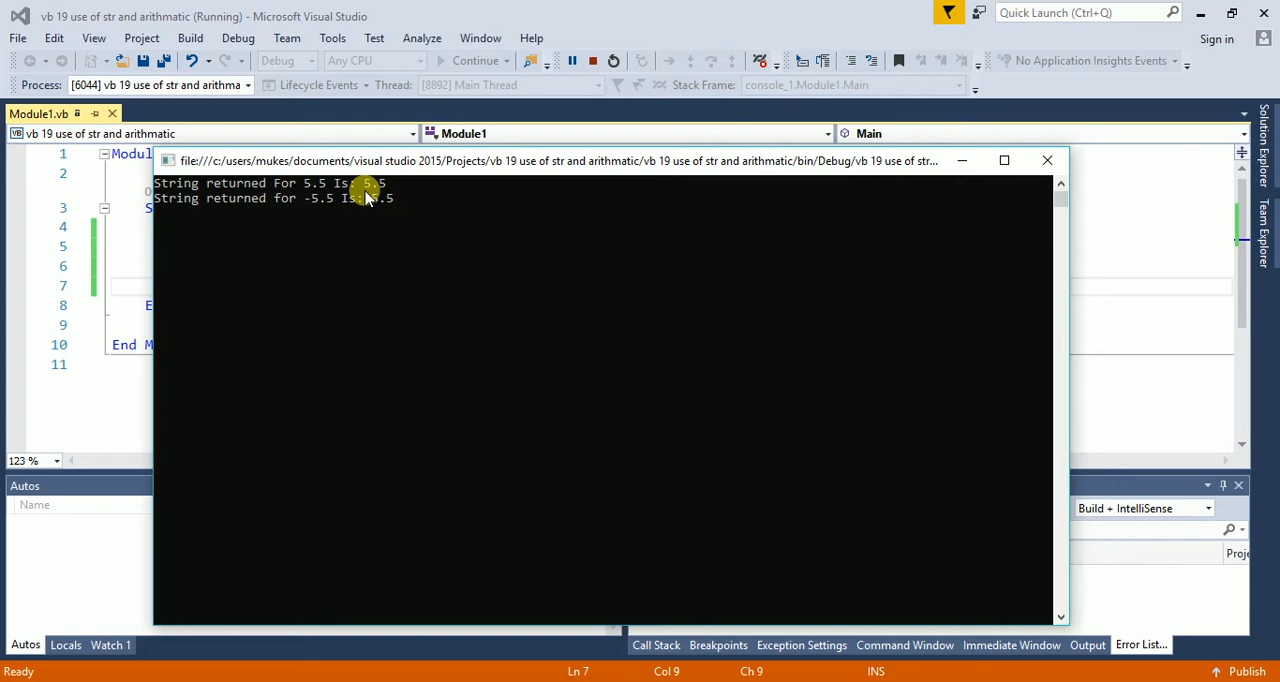 vb 19 use of str and arithmatic (Running) - Microsoft Visual Studio
Quick Launch (Ctrl+Q)
File Edit View Project Build Debug Team Tools Test Analyze Window Help
Sign in
Debug Any CPU Continue No Application Insights Events
Process: [6044] vb 19 use of str and arithma Lifecycle Events Thread: [8892] Main Thread Stack Frame: console_1.Module1.Main
Module1.vb
vb 19 use of str and arithmatic Module1 Main
1 Modul
file:///c:/users/mukes/documents/visual studio 2015/Projects/vb 19 use of str and arithmatic/vb 19 use of str and arithmatic/bin/Debug/vb 19 use of str...
String returned For 5.5 Is: 5.5
String returned for -5.5 Is:
2
0
3 S
4
5
6
7
8 E
9
10 End M
11
Solution Explorer
Team Explorer
123 %
Autos
Name
Build + IntelliSense
Proje
Autos Locals Watch 1
Call Stack Breakpoints Exception Settings Command Window Immediate Window Output Error List...
Ready Ln 7 Col 9 Ch 9 INS Publish